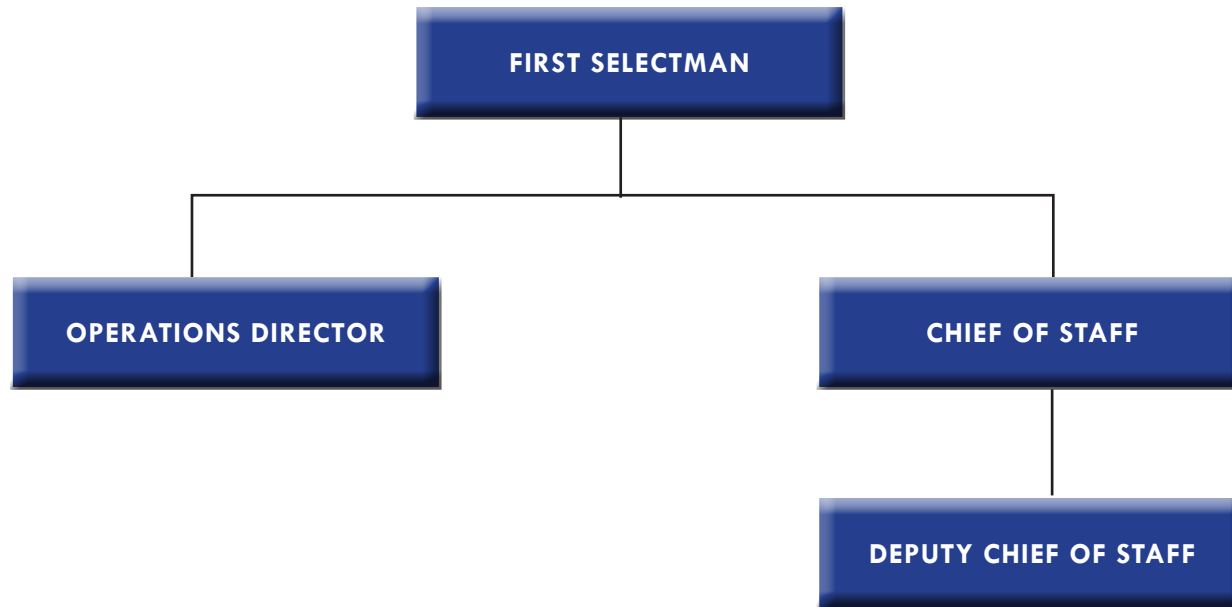 FIRST SELECTMAN
OPERATIONS DIRECTOR
CHIEF OF STAFF
DEPUTY CHIEF OF STAFF